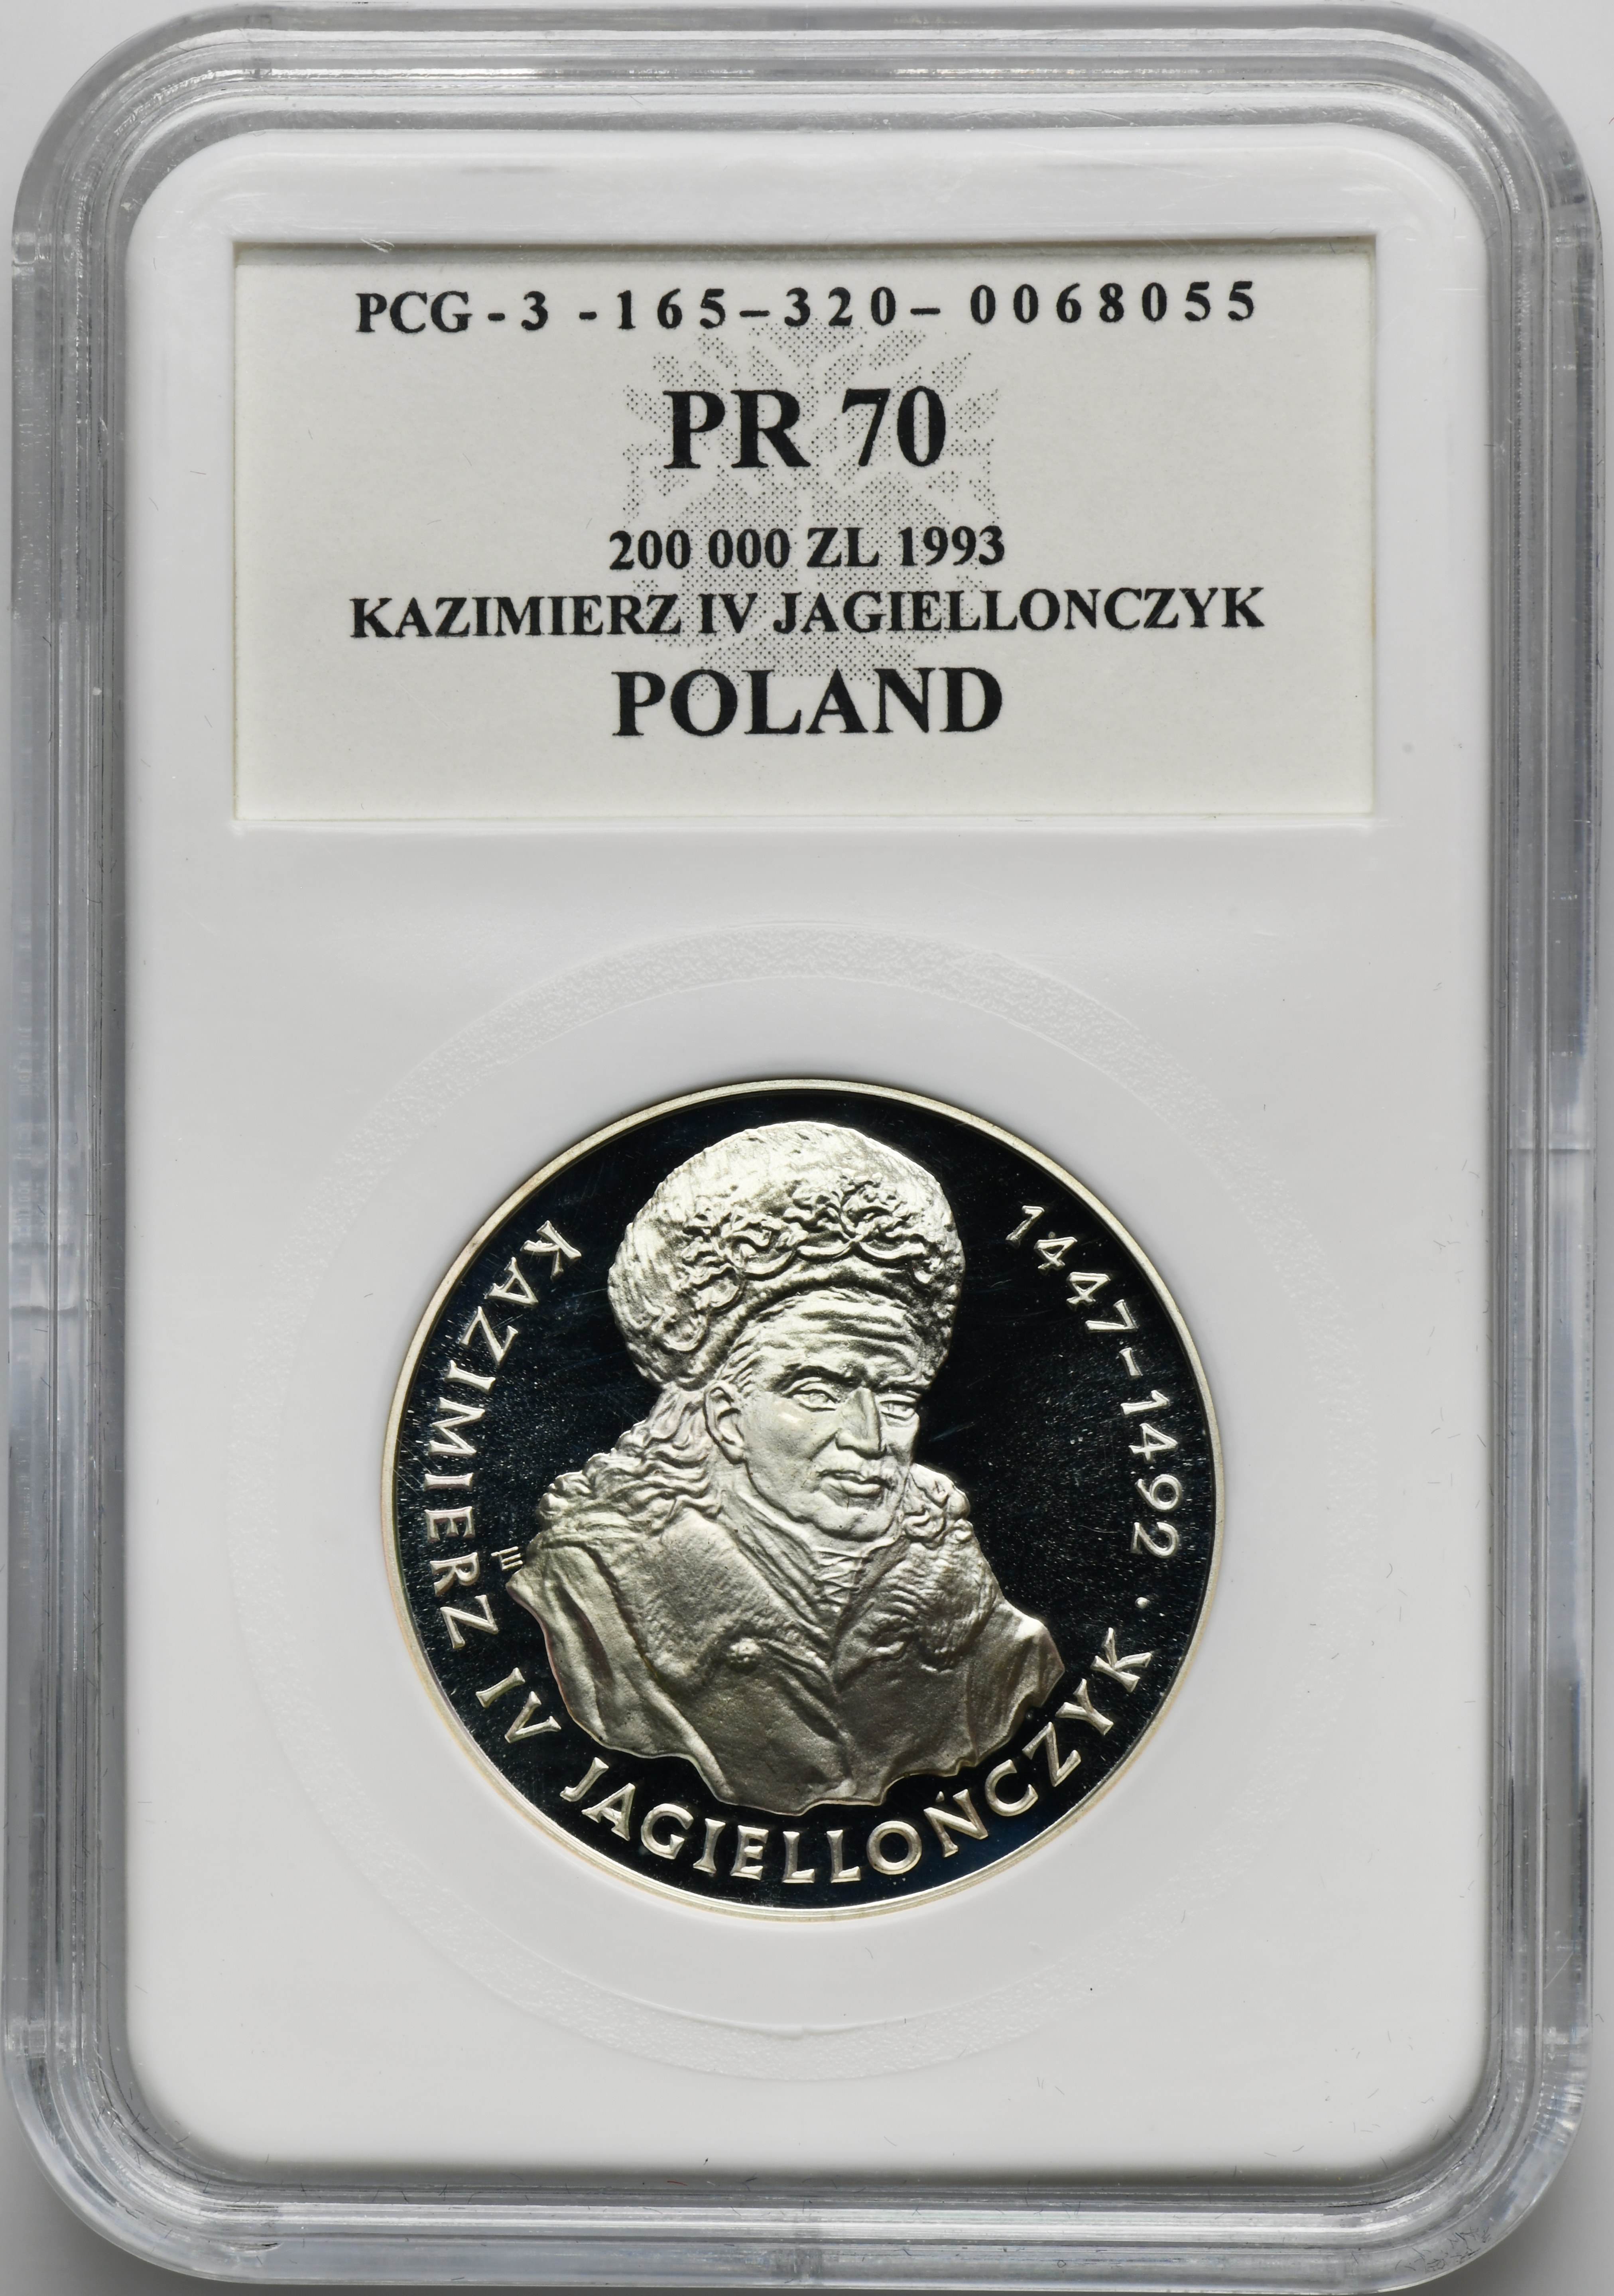 PCG - 3 - 165 – 320 – 0068055
PR 70
200 000 ZL 1993
KAZIMIERZ IV JAGIELLONCZYK
POLAND
KAZIMIERZ IV JAGIELLOŃCZYK · 1447-1492